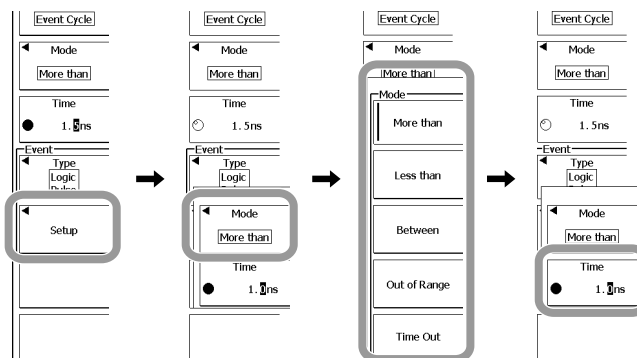 Event Cycle
Mode
More than
Time
1.5ns
Event
Type
Logic
Pulse
Setup
Event Cycle
Mode
More than
Time
1.5ns
Event
Type
Logic
Mode
More than
Time
1.0ns
Event Cycle
Mode
More than
Mode
More than
Less than
Between
Out of Range
Time Out
Event Cycle
Mode
More than
Time
1.5ns
Event
Type
Logic
Mode
More than
Time
1.0ns